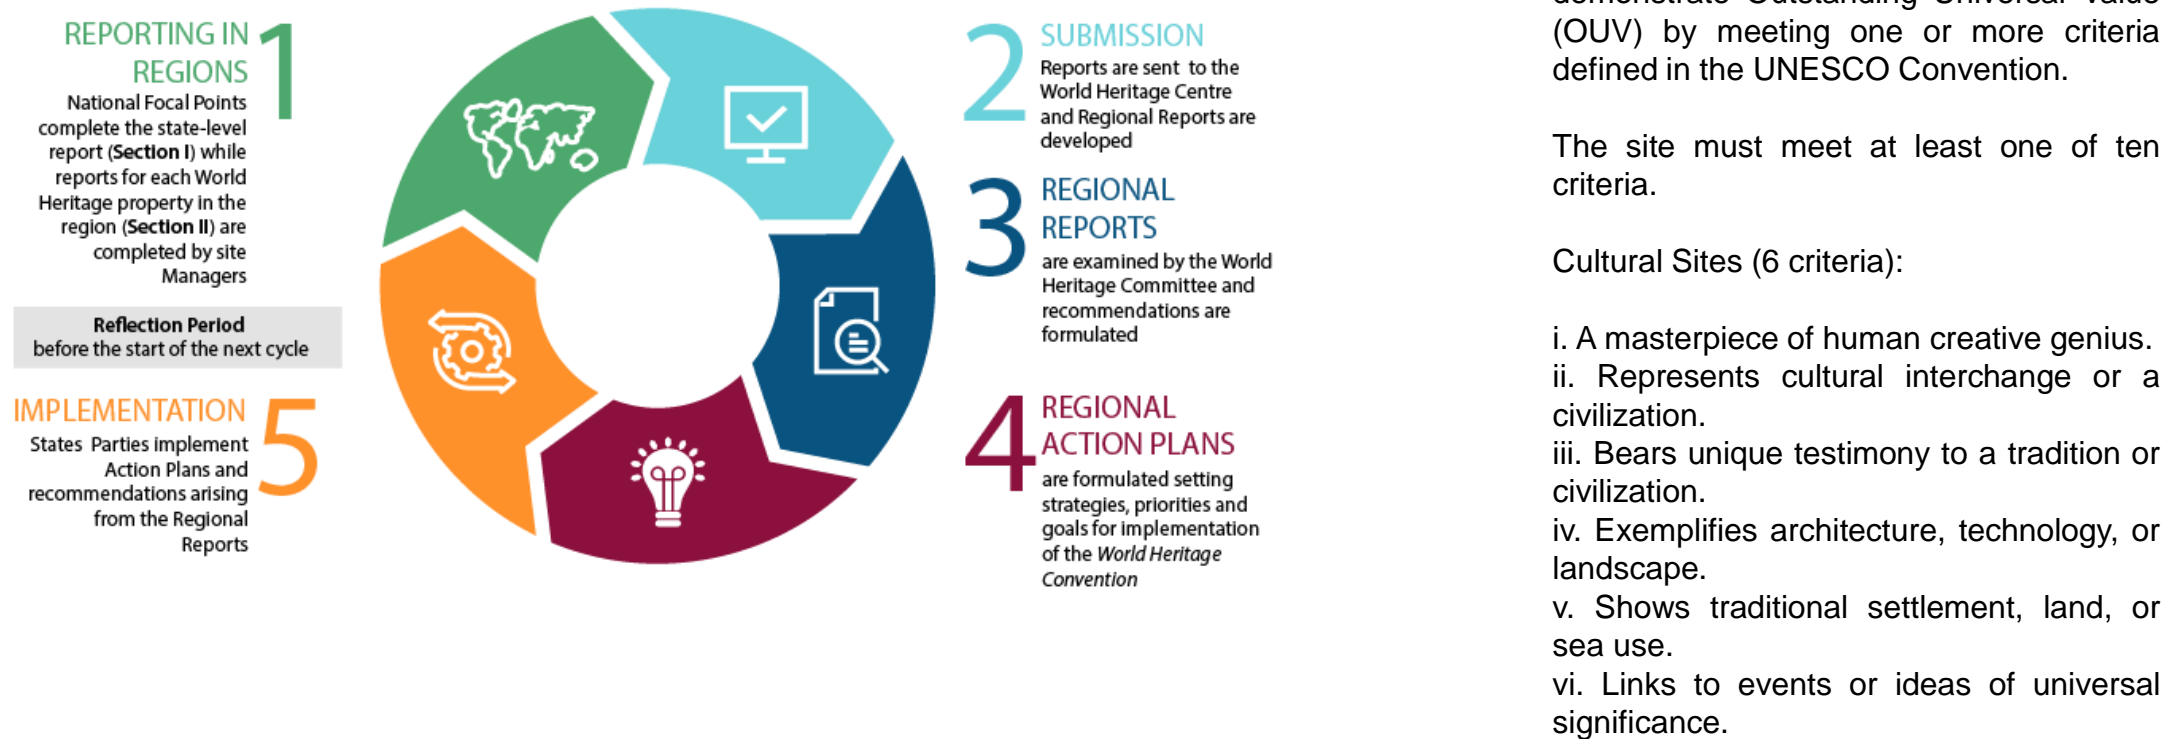 REPORTING IN
REGIONS
1
National Focal Points
complete the state-level
report (Section I) while
reports for each World
Heritage property in the
region (Section II) are
completed by site
Managers
Reflection Period
before the start of the next cycle
IMPLEMENTATION
5
States Parties implement
Action Plans and
recommendations arising
from the Regional
Reports
2
SUBMISSION
Reports are sent to the
World Heritage Centre
and Regional Reports are
developed
3
REGIONAL
REPORTS
are examined by the World
Heritage Committee and
recommendations are
formulated
4
REGIONAL
ACTION PLANS
are formulated setting
strategies, priorities and
goals for implementation
of the World Heritage
Convention
demonstrate Outstanding Universal Value
(OUV) by meeting one or more criteria
defined in the UNESCO Convention.
The site must meet at least one of ten
criteria.
Cultural Sites (6 criteria):
i. A masterpiece of human creative genius.
ii. Represents cultural interchange or a
civilization.
iii. Bears unique testimony to a tradition or
civilization.
iv. Exemplifies architecture, technology, or
landscape.
v. Shows traditional settlement, land, or
sea use.
vi. Links to events or ideas of universal
significance.